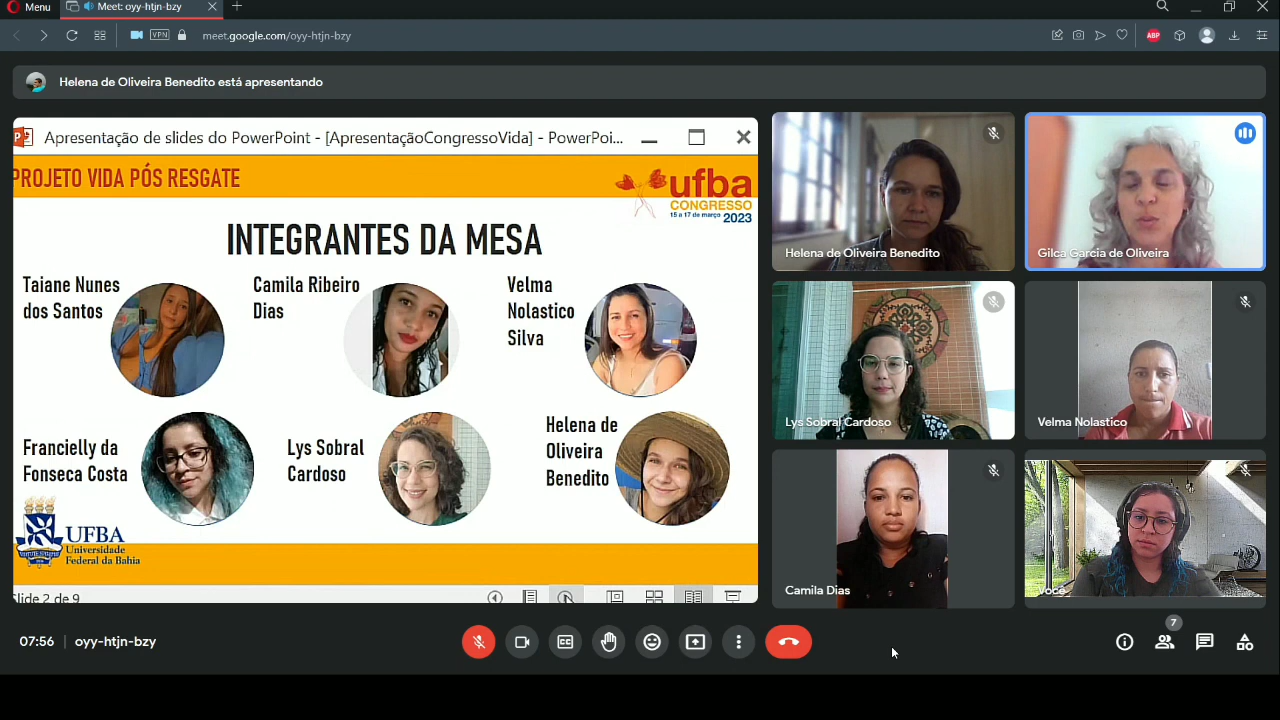 Menu
Meet: oyy-htjn-bzy
VPN
meet.google.com/oyy-htjn-bzy
ABP
Helena de Oliveira Benedito está apresentando
Apresentação de slides do PowerPoint - [ApresentaçãoCongressoVida] - PowerPoi...
PROJETO VIDA PÓS RESGATE
ufba
CONGRESSO
15 a 17 de março
2023
INTEGRANTES DA MESA
Taiane Nunes
dos Santos
Camila Ribeiro
Dias
Velma
Nolastico
Silva
Francielly da
Fonseca Costa
Lys Sobral
Cardoso
Helena de
Oliveira
Benedito
UFBA
Universidade
Federal da Bahia
Slide 2 de 9
Helena de Oliveira Benedito
Gilca Garcia de Oliveira
Lys Sobral Cardoso
Velma Nolastico
Camila Dias
Você
07:56 | oyy-htjn-bzy
CC
7